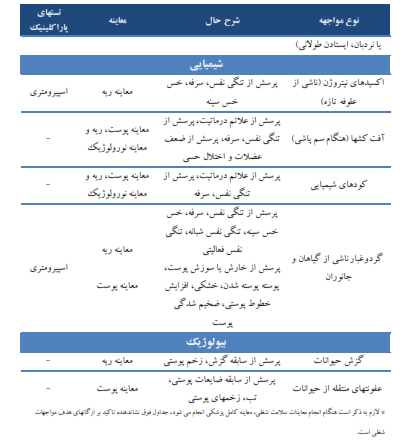 نوع مواجهه	شرح حال	معاینه	تستهای پاراکلینیک
با نردبان، ایستادن طولانی)
شیمیایی
اکسیدهای نیتروژن (ناشی از	پرسش از تنگی نفس، سرفه، خس	معاینه ریه	اسپیرومتری
علوفه تازه)	خس سینه
آفت کشها (هنگام سم پاشی)	پرسش از علائم درماتیت، پرسش از	معاینه پوست، ریه و	–
تنگی نفس، سرفه، پرسش از ضعف	معاینه نورولوژیک
عضلات و اختلال حسی
کودهای شیمیایی	پرسش از علائم درماتیت، پرسش از	معاینه پوست، ریه و	–
تنگی نفس، سرفه	معاینه نورولوژیک
گردوغبار ناشی از گیاهان و	پرسش از تنگی نفس، سرفه، خس	معاینه ریه	اسپیرومتری
جانوران	خس سینه، تنگی نفس شبانه، تنگی	معاینه پوست
نفس فعالیتی
پرسش از خارش یا سوزش پوست،
پوسته پوسته شدن، خشکی، افزایش
خطوط پوستی، ضخیم شدگی
پوست
بیولوژیک
گزش حیوانات	پرسش از سابقه گزش، زخم پوستی	معاینه ریه	–
عفونتهای منتقله از حیوانات	پرسش از سابقه ضایعات پوستی،	معاینه پوست	–
تب، زخمهای پوستی
* لازم به ذکر است هنگام انجام معاینات سلامت شغلی، معاینه کامل پزشکی انجام می شود، جداول فوق نشاندهنده تاکید بر ارگانهای هدف مواجهات
شغلی است.